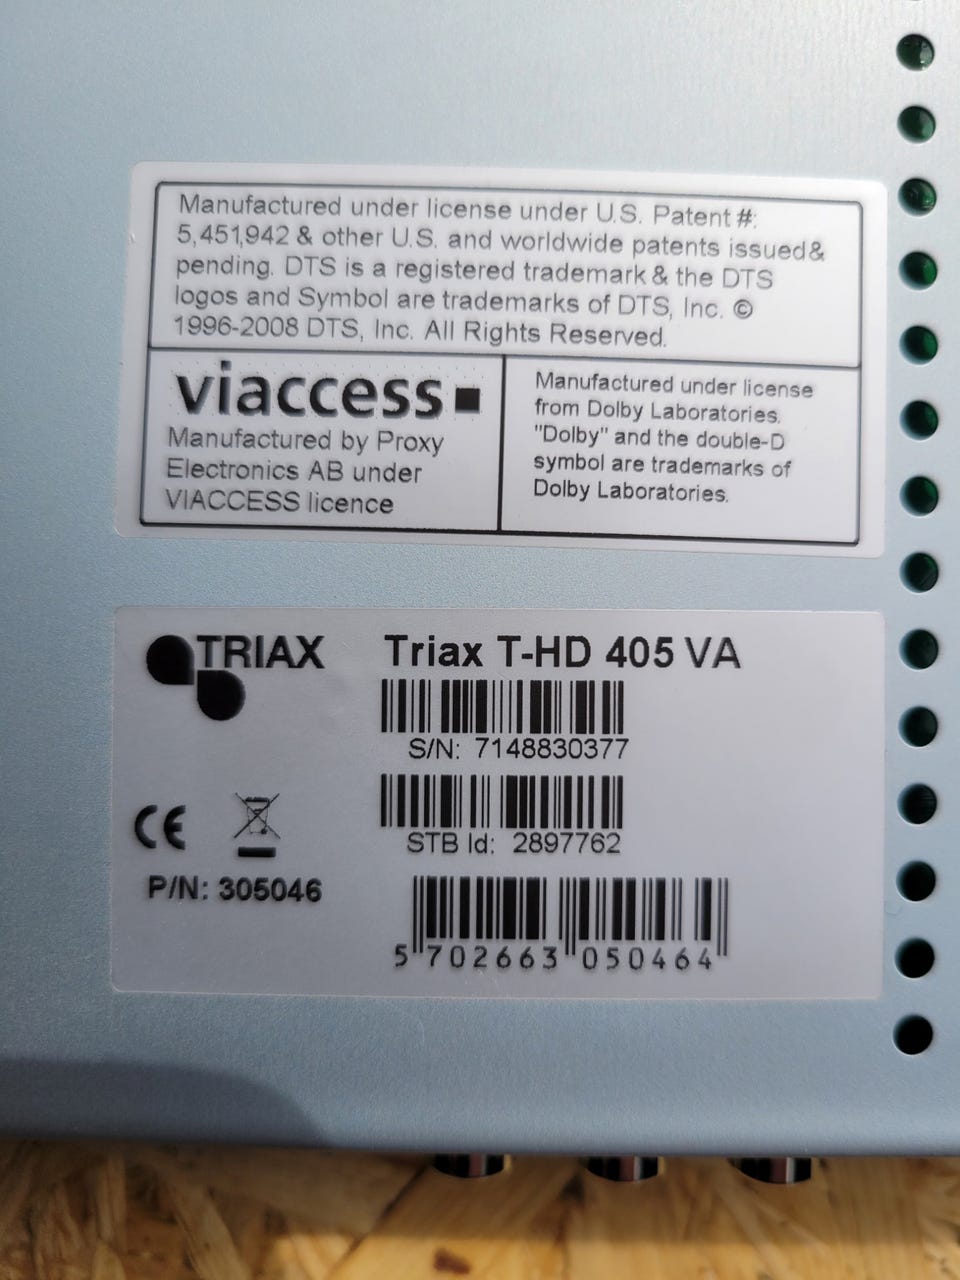 Manufactured under license under U.S. Patent #:
5,451,942 & other U.S. and worldwide patents issued &
pending. DTS is a registered trademark & the DTS
logos and Symbol are trademarks of DTS, Inc. ©
1996-2008 DTS, Inc. All Rights Reserved.
viaccess
Manufactured by Proxy
Electronics AB under
VIACCESS licence
Manufactured under license
from Dolby Laboratories.
"Dolby" and the double-D
symbol are trademarks of
Dolby Laboratories.
TRIAX
Triax T-HD 405 VA
S/N: 7148830377
STB Id: 2897762
CE
P/N: 305046
5 702663 050464